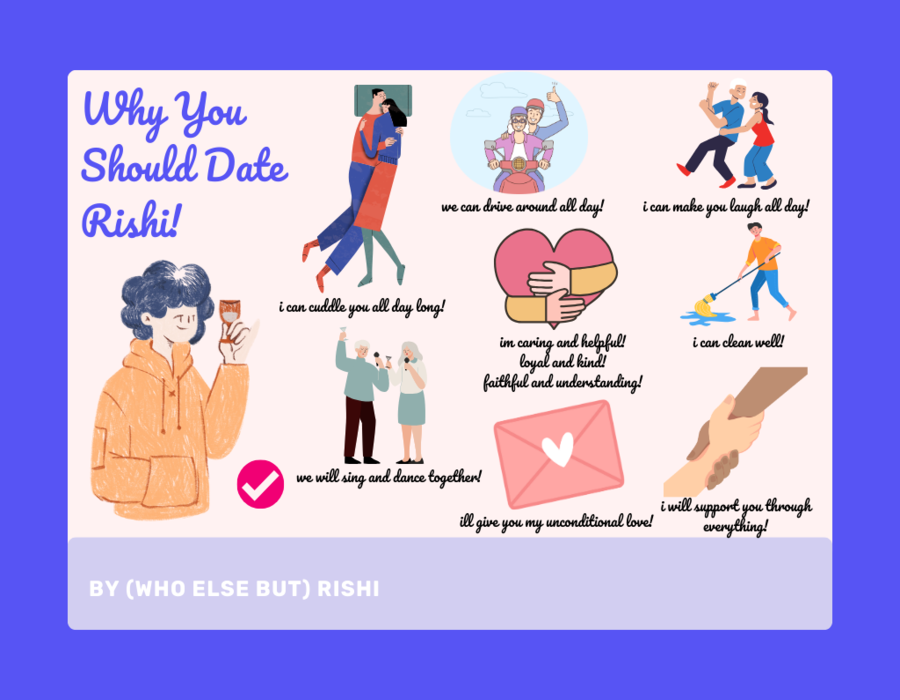 Why You
Should Date
Rishi!
i can cuddle you all day long!
we can drive around all day!
i can make you laugh all day!
im caring and helpful!
loyal and kind!
faithful and understanding!
i can clean well!
we will sing and dance together!
ill give you my unconditional love!
i will support you through
everything!
BY (WHO ELSE BUT) RISHI